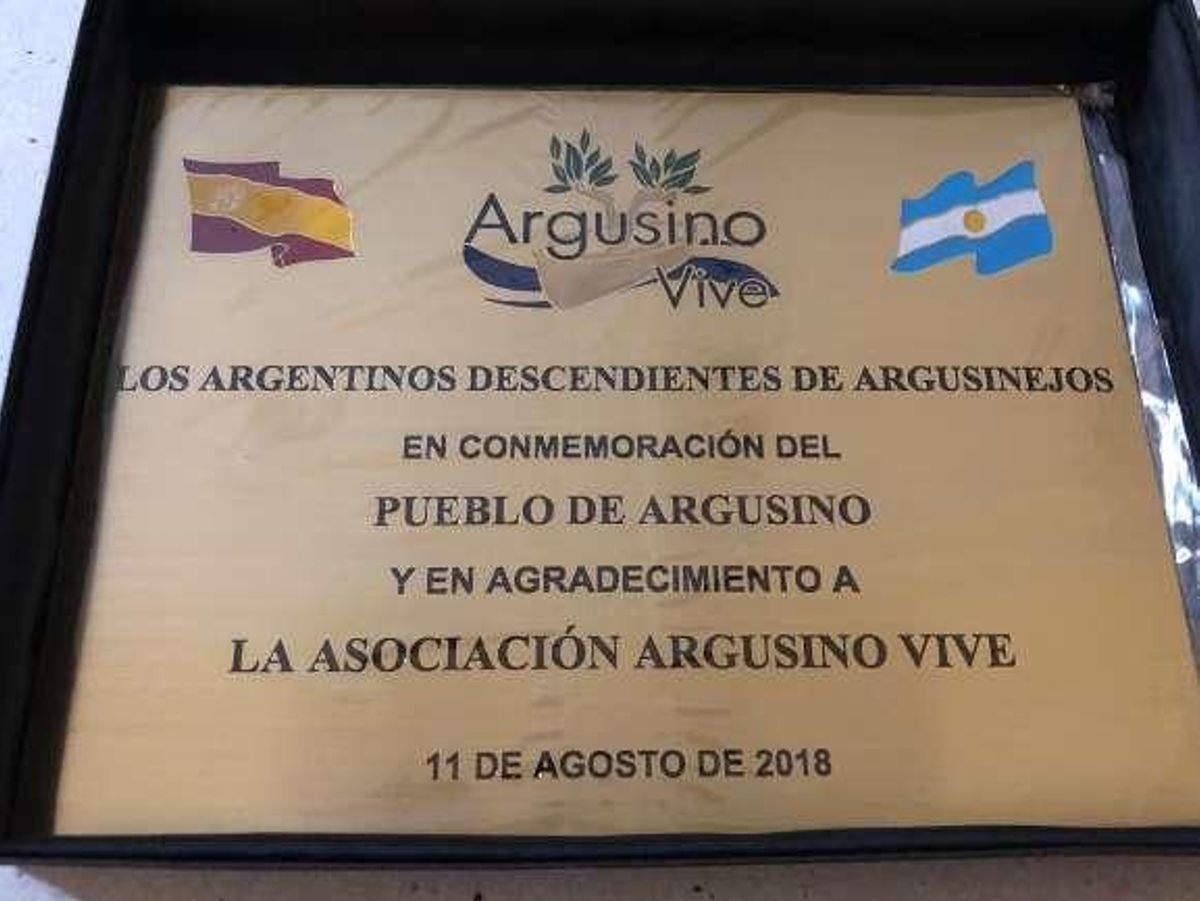 Argusino
Vive
LOS ARGENTINOS DESCENDIENTES DE ARGUSINEJOS
EN CONMEMORACIÓN DEL
PUEBLO DE ARGUSINO
Y EN AGRADECIMIENTO A
LA ASOCIACIÓN ARGUSINO VIVE
11 DE AGOSTO DE 2018